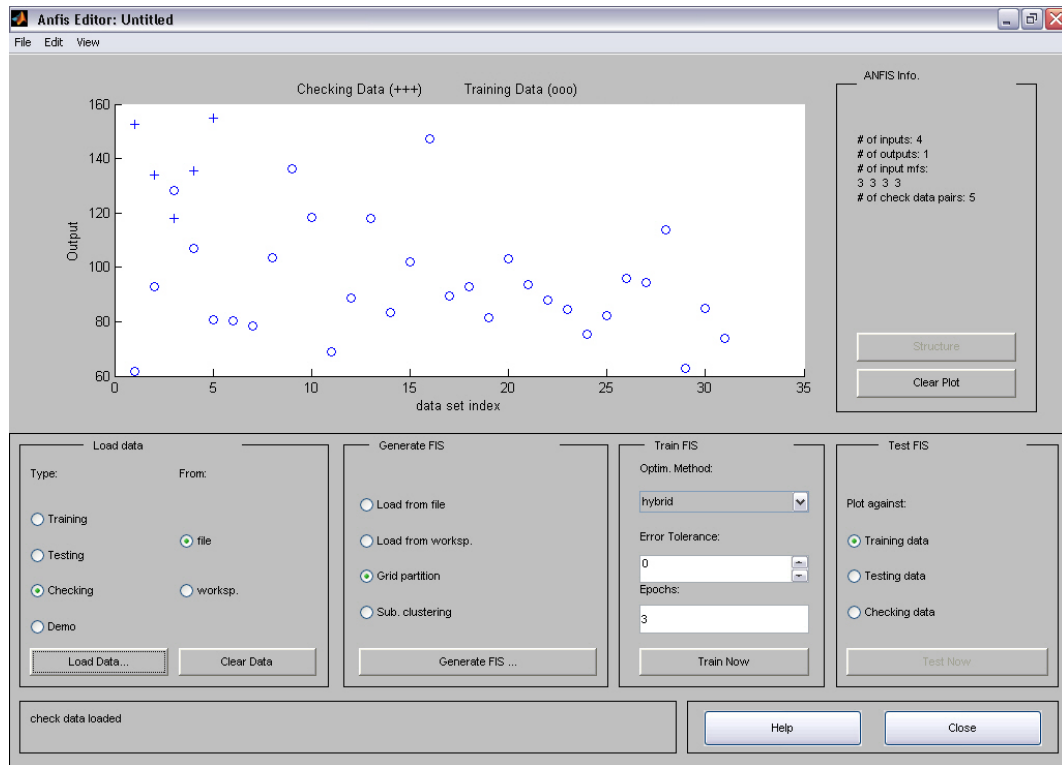 Anfis Editor: Untitled
File Edit View
Checking Data (+++) Training Data (ooo)
160
140
120
100
80
60
Output
0 5 10 15 20 25 30 35
data set index
ANFIS Info.
# of inputs: 4
# of outputs: 1
# of input mfs:
3 3 3 3
# of check data pairs: 5
Structure
Clear Plot
Load data
Type: From:
Training
Testing
Checking
Demo
file
worksp.
Load Data...
Clear Data
Generate FIS
Load from file
Load from worksp.
Grid partition
Sub. clustering
Generate FIS ...
Train FIS
Optim. Method:
hybrid
Error Tolerance:
0
Epochs:
3
Train Now
Test FIS
Plot against:
Training data
Testing data
Checking data
Test Now
check data loaded
Help
Close